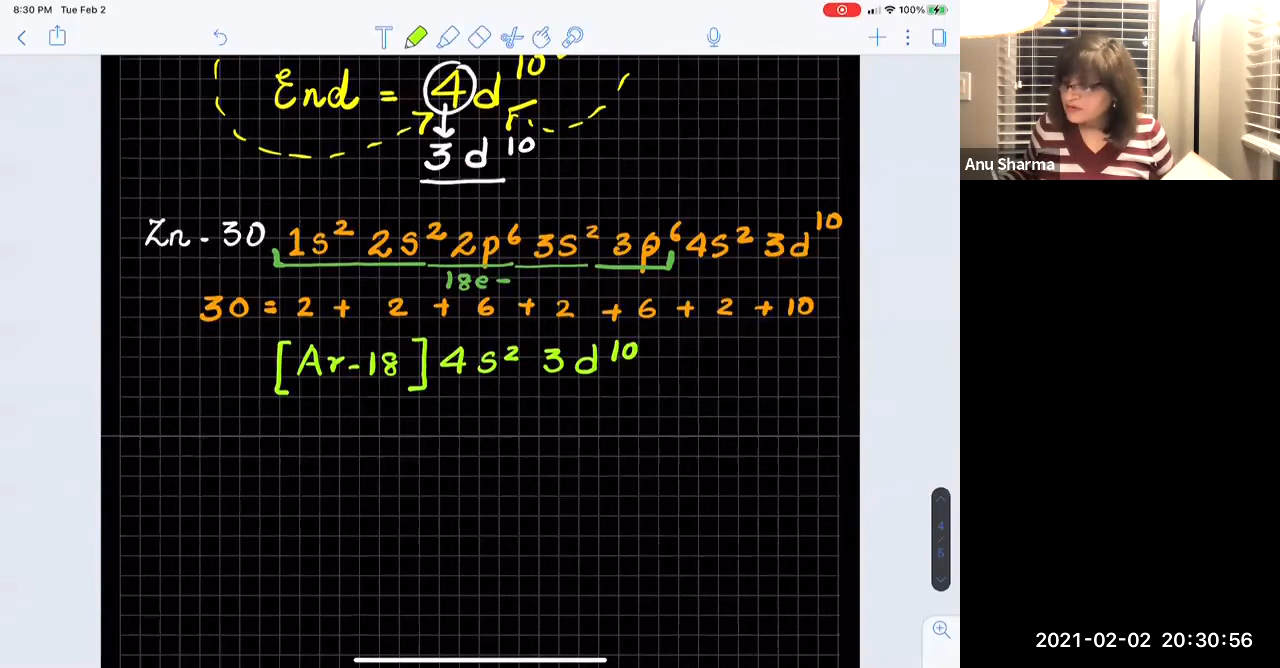 8:30 PM Tue Feb 2
100%
T
End = 4d¹⁰
3d¹⁰
Anu Sharma
Zn - 30 1s² 2s² 2p⁶ 3s² 3p⁶ 4s² 3d¹⁰
18e-
30 = 2 + 2 + 6 + 2 + 6 + 2 + 10
[Ar-18] 4s² 3d¹⁰
4
/
5
2021-02-02 20:30:56